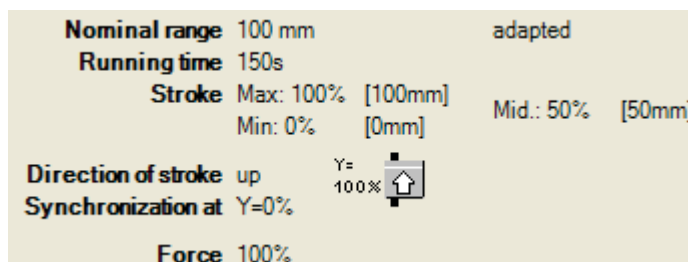 Nominal range 100 mm adapted
Running time 150s
Stroke Max: 100% [100mm]
Mid.: 50% [50mm]
Min: 0% [0mm]
Direction of stroke up Y= 100%
Synchronization at Y=0%
Force 100%